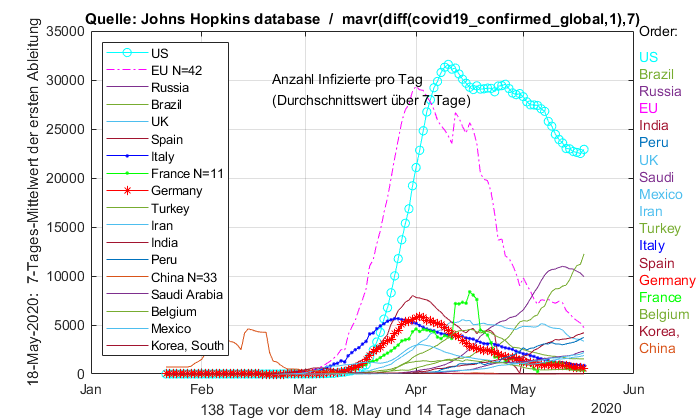 Quelle: Johns Hopkins database / mavr(diff(covid19_confirmed_global,1),7)
Order:
18-May-2020: 7-Tages-Mittelwert der ersten Ableitung
35000
30000
25000
20000
15000
10000
5000
0
US
EU N=42
Russia
Brazil
UK
Spain
Italy
France N=11
Germany
Turkey
Iran
India
Peru
China N=33
Saudi Arabia
Belgium
Mexico
Korea, South
Anzahl Infizierte pro Tag
(Durchschnittswert über 7 Tage)
US
Brazil
Russia
EU
India
Peru
UK
Saudi
Mexico
Iran
Turkey
Italy
Spain
Germany
France
Belgium
Korea,
China
Jan Feb Mar Apr May Jun
138 Tage vor dem 18. May und 14 Tage danach
2020